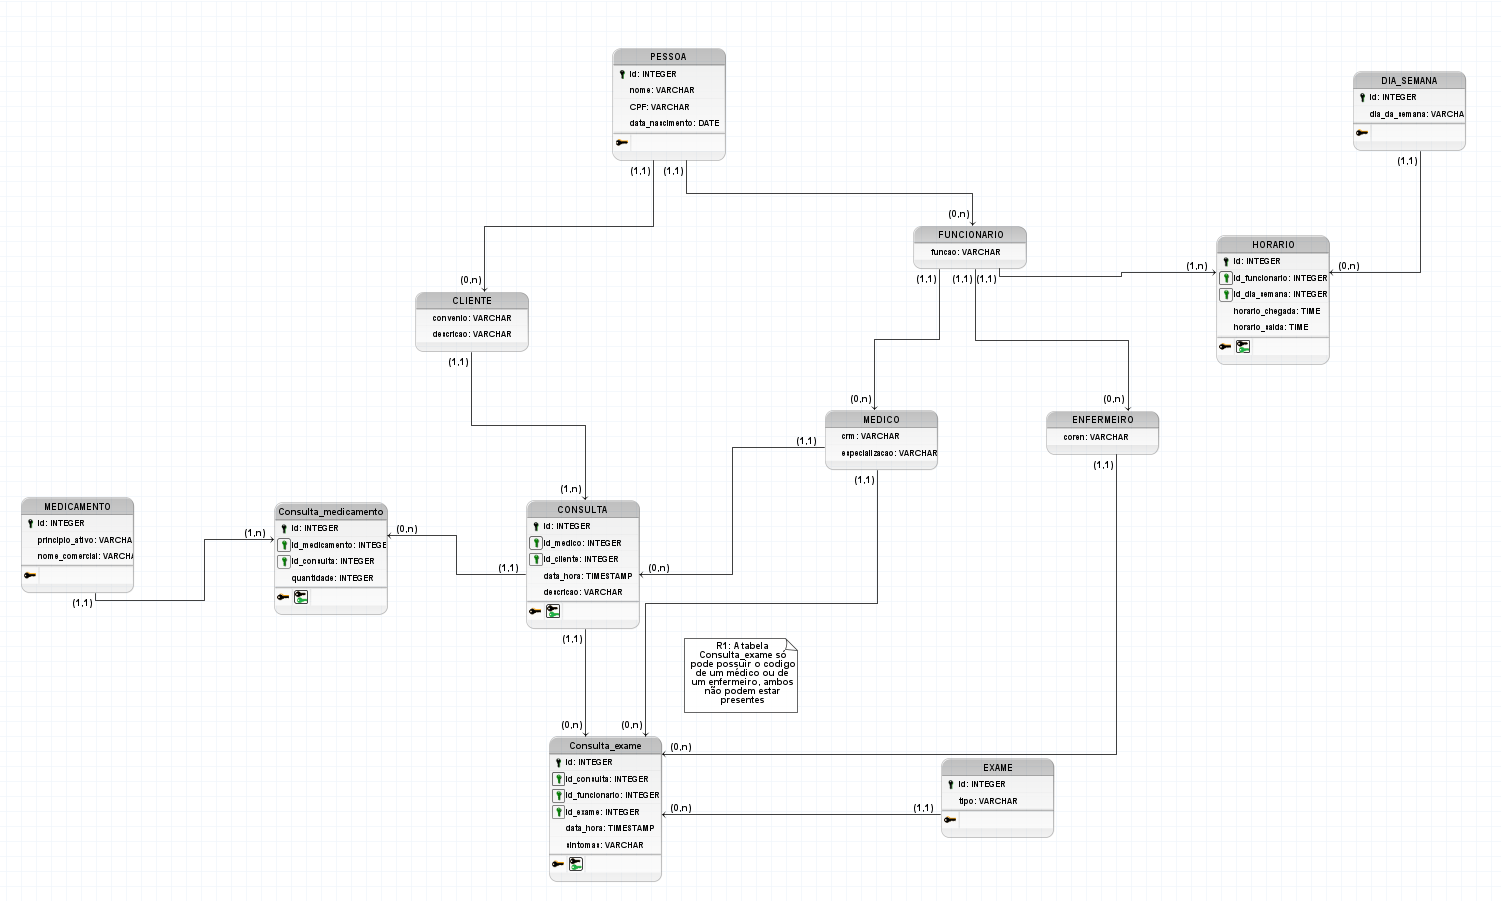 PESSOA
id: INTEGER
nome: VARCHAR
CPF: VARCHAR
data_nascimento: DATE
(1,1)
(1,1)
DIA_SEMANA
id: INTEGER
dia_da_semana: VARCHA
(1,1)
(0,n)
FUNCIONARIO
funcao: VARCHAR
(1,1)
(1,1)
(1,1)
HORARIO
id: INTEGER
id_funcionario: INTEGER
id_dia_semana: INTEGER
horario_chegada: TIME
horario_saida: TIME
(1,n)
(0,n)
(0,n)
CLIENTE
convenio: VARCHAR
descricao: VARCHAR
(1,1)
(0,n)
MEDICO
crm: VARCHAR
especializacao: VARCHAR
(1,1)
(1,1)
(0,n)
ENFERMEIRO
coren: VARCHAR
(1,1)
MEDICAMENTO
id: INTEGER
principio_ativo: VARCHA
nome_comercial: VARCHA
(1,1)
(1,n)
Consulta_medicamento
id: INTEGER
id_medicamento: INTEGE
id_consulta: INTEGER
quantidade: INTEGER
(0,n)
(1,1)
(1,n)
CONSULTA
id: INTEGER
id_medico: INTEGER
id_cliente: INTEGER
data_hora: TIMESTAMP
descricao: VARCHAR
(0,n)
(1,1)
R1: A tabela
Consulta_exame só
pode possuir o codigo
de um médico ou de
um enfermeiro, ambos
não podem estar
presentes
(0,n)
(0,n)
Consulta_exame
id: INTEGER
id_consulta: INTEGER
id_funcionario: INTEGER
id_exame: INTEGER
data_hora: TIMESTAMP
sintomas: VARCHAR
(0,n)
(0,n)
(1,1)
EXAME
id: INTEGER
tipo: VARCHAR